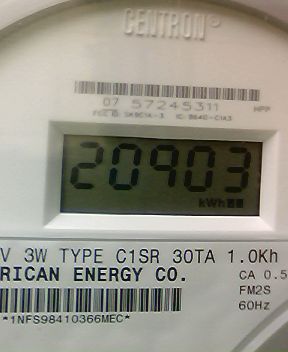 CENTRON®
07 57245311
20903
kWh
V 3W TYPE C1SR 30TA 1.0Kh
RICAN ENERGY CO.
CA 0.5
FM2S
60Hz
*1NFS98410366MEC*